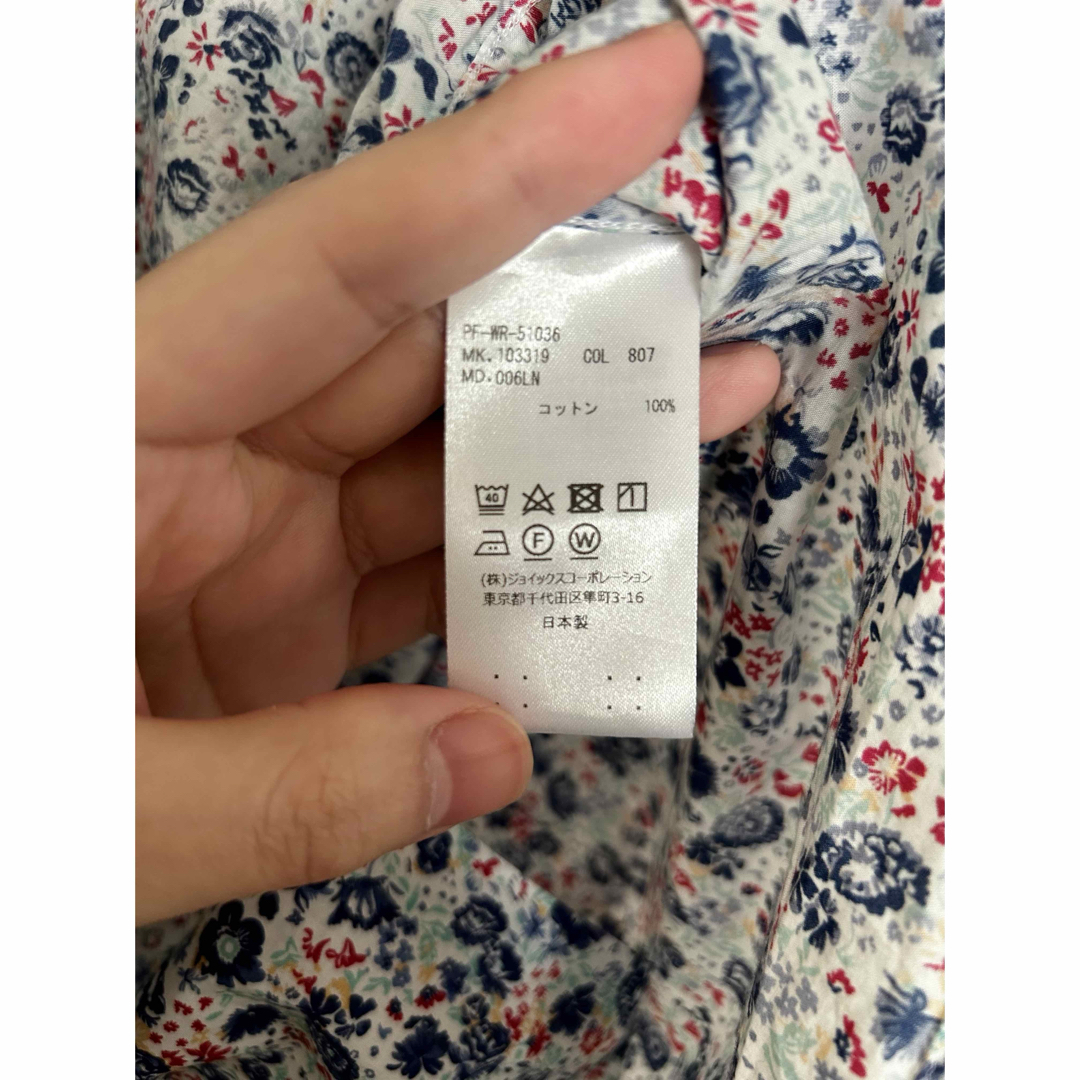 PF-WR-51036
MK. 103319 COL 807
MD. 006LN
コットン 100%
40
F W
(株)ジョイックスコーポレーション
東京都千代田区隼町3-16
日本製